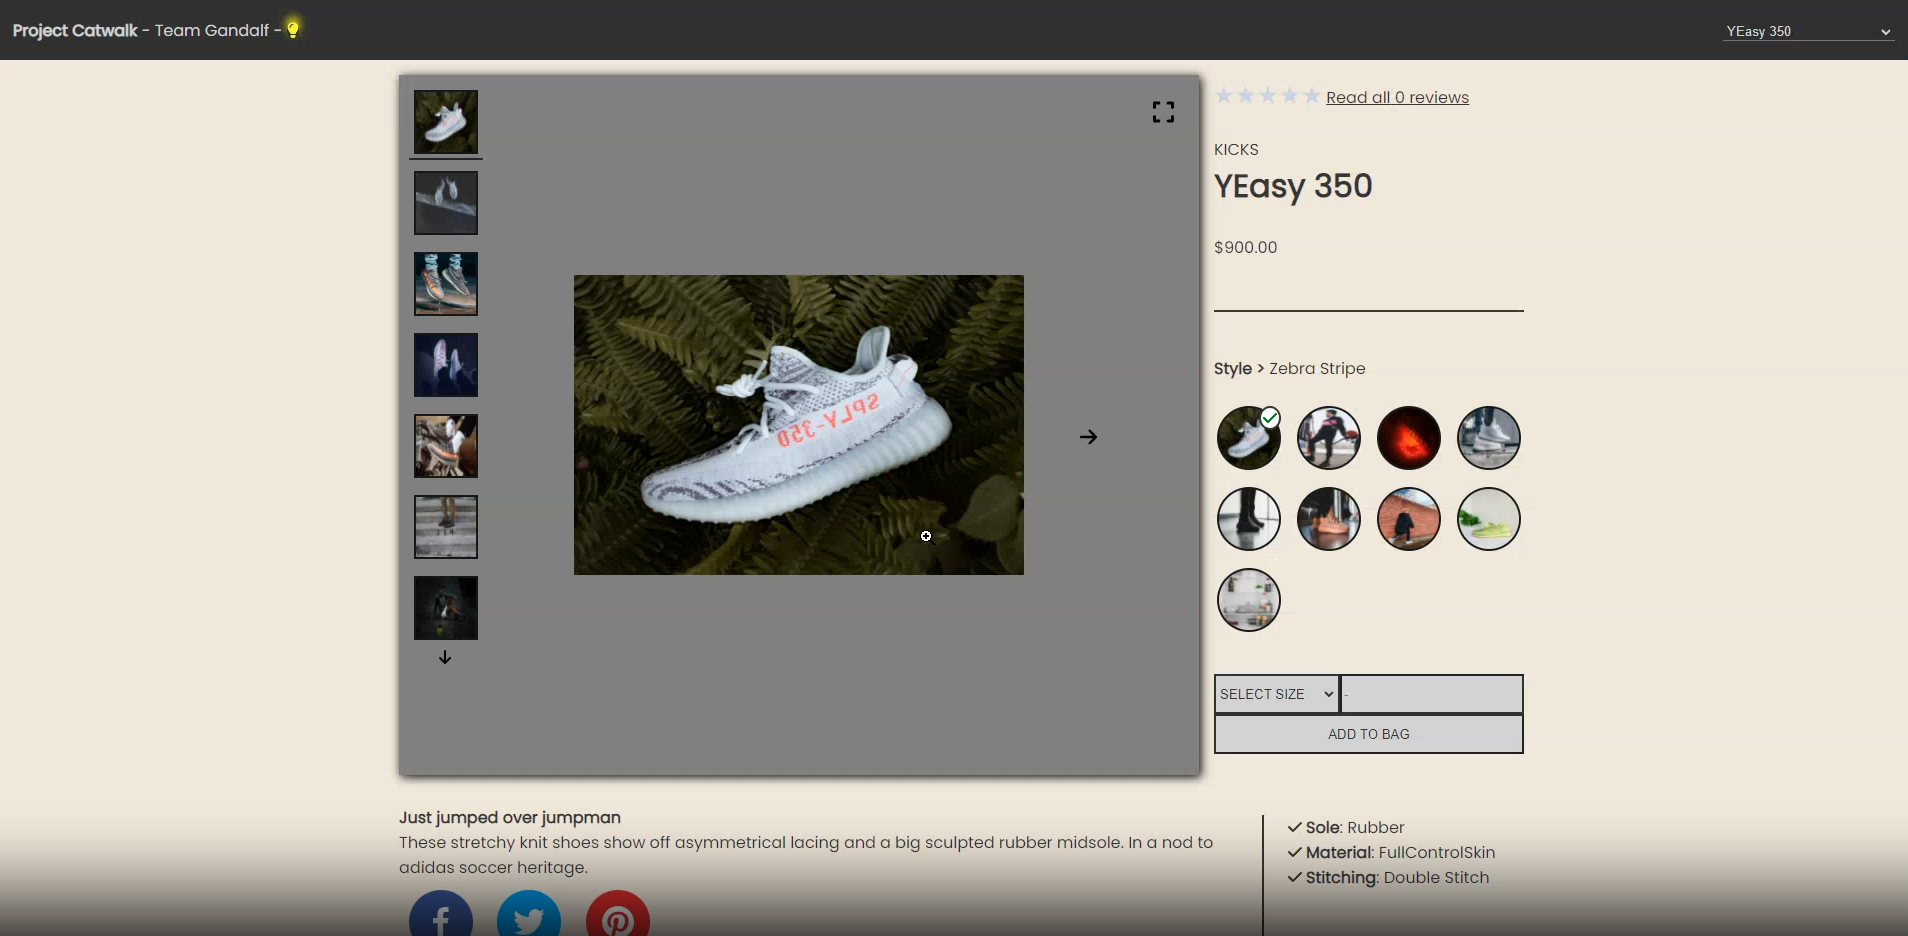 Project Catwalk - Team Gandalf -
YEasy 350
Read all 0 reviews
KICKS
YEasy 350
$900.00
SPLY-350
Style > Zebra Stripe
SELECT SIZE
-
ADD TO BAG
Just jumped over jumpman
These stretchy knit shoes show off asymmetrical lacing and a big sculpted rubber midsole. In a nod to
adidas soccer heritage.
Sole: Rubber
Material: FullControlSkin
Stitching: Double Stitch